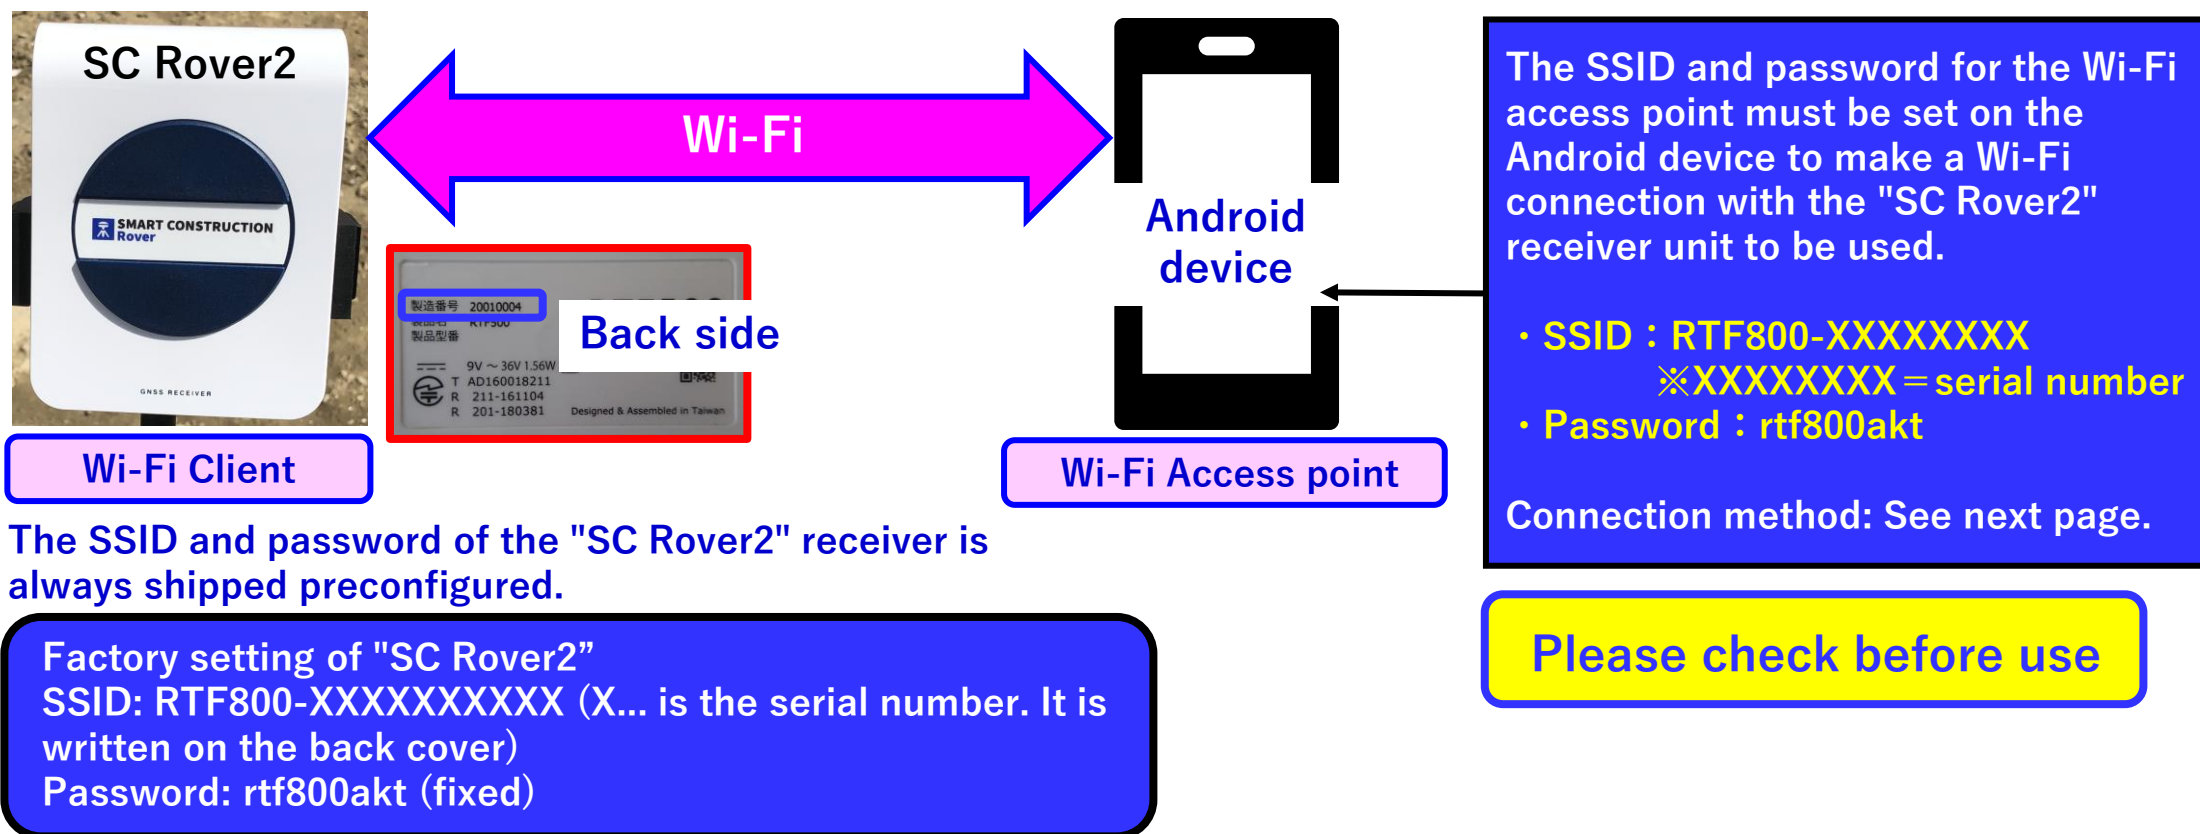 SC Rover2
SMART CONSTRUCTION
Rover
GNSS RECEIVER
Wi-Fi Client
Wi-Fi
製造番号 20010004
製品名 RTF500
製品型番
Back side
9V ～ 36V 1.56W
T AD160018211
R 211-161104
R 201-180381
Designed & Assembled in Taiwan
Android
device
Wi-Fi Access point
The SSID and password for the Wi-Fi
access point must be set on the
Android device to make a Wi-Fi
connection with the "SC Rover2"
receiver unit to be used.
・SSID：RTF800-XXXXXXXX
※XXXXXXXX＝serial number
・Password：rtf800akt
Connection method: See next page.
The SSID and password of the "SC Rover2" receiver is
always shipped preconfigured.
Factory setting of "SC Rover2”
SSID: RTF800-XXXXXXXXXX (X... is the serial number. It is
written on the back cover)
Password: rtf800akt (fixed)
Please check before use